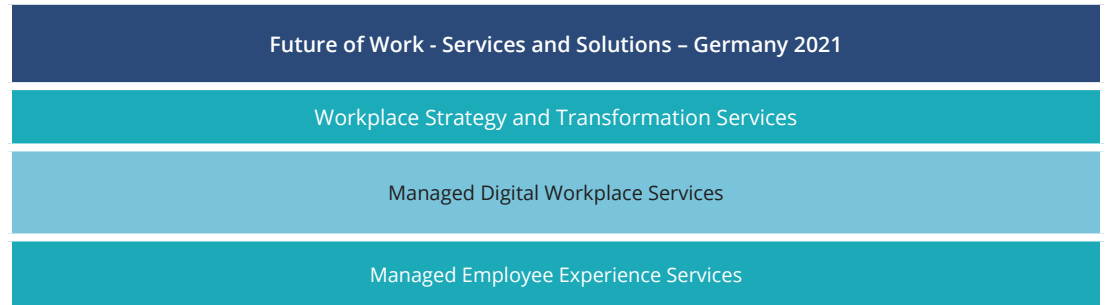 Future of Work - Services and Solutions – Germany 2021
Workplace Strategy and Transformation Services
Managed Digital Workplace Services
Managed Employee Experience Services